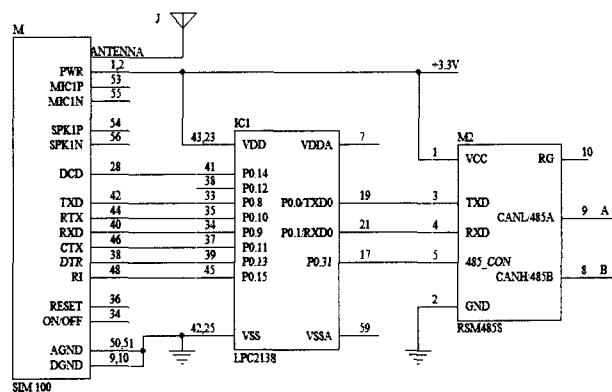 J
M
ANTENNA
PWR 1,2
+3.3V
MIC1P 53
MIC1N 55
SPK1P 54
SPK1N 56
IC1
43,23 VDD VDDA 7
M2
1 VCC RG 10
DCD 28 41 P0.14
38 P0.12
TXD 42 33 P0.8 P0.0/TXD0 19 3 TXD
RTX 44 35 P0.10
CANL/485A 9 A
RXD 40 34 P0.9 P0.1/RXD0 21 4 RXD
CTX 46 37 P0.11
DTR 38 39 P0.13 P0.31 17 5 485_CON
RI 48 45 P0.15
CANH/485B 8 B
RESET 36
ON/OFF 34
2 GND
RSM485S
42,25 VSS VSSA 59
AGND 50,51
DGND 9,10
LPC2138
SIM 100